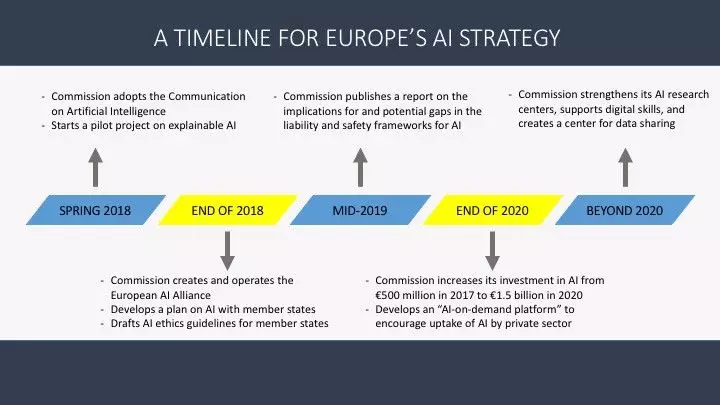 A TIMELINE FOR EUROPE’S AI STRATEGY
- Commission adopts the Communication
on Artificial Intelligence
- Starts a pilot project on explainable AI
- Commission publishes a report on the
implications for and potential gaps in the
liability and safety frameworks for AI
- Commission strengthens its AI research
centers, supports digital skills, and
creates a center for data sharing
SPRING 2018
END OF 2018
MID-2019
END OF 2020
BEYOND 2020
- Commission creates and operates the
European AI Alliance
- Develops a plan on AI with member states
- Drafts AI ethics guidelines for member states
- Commission increases its investment in AI from
€500 million in 2017 to €1.5 billion in 2020
- Develops an “AI-on-demand platform” to
encourage uptake of AI by private sector